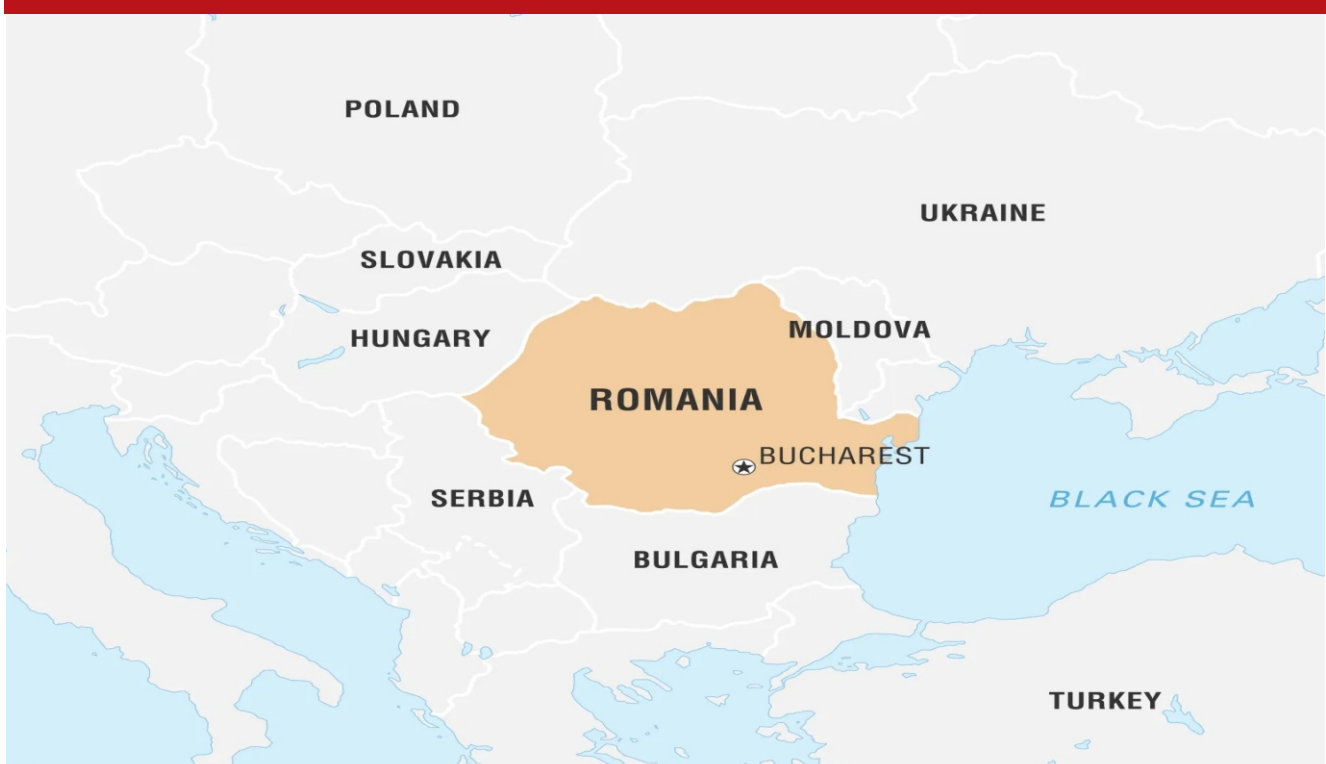 POLAND
UKRAINE
SLOVAKIA
MOLDOVA
HUNGARY
ROMANIA
BUCHAREST
SERBIA
BLACK SEA
BULGARIA
TURKEY